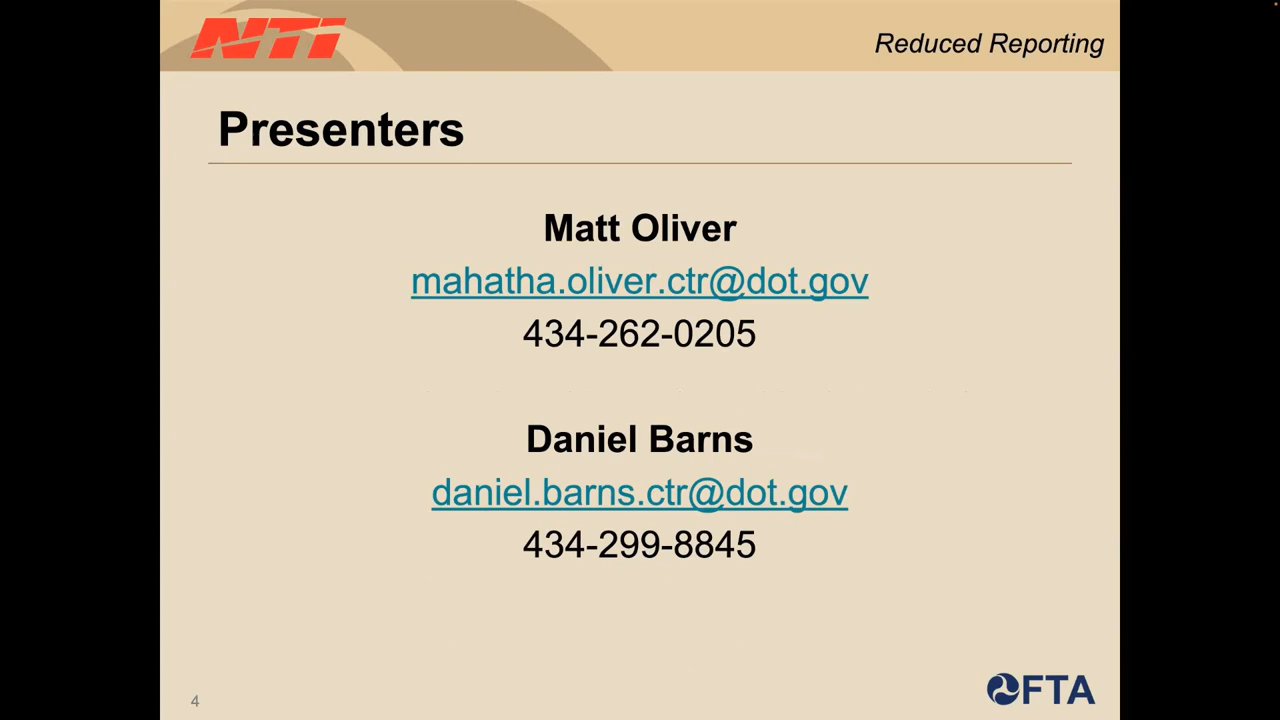 NTI
Reduced Reporting
Presenters
Matt Oliver
mahatha.oliver.ctr@dot.gov
434-262-0205
Daniel Barns
daniel.barns.ctr@dot.gov
434-299-8845
4
FTA